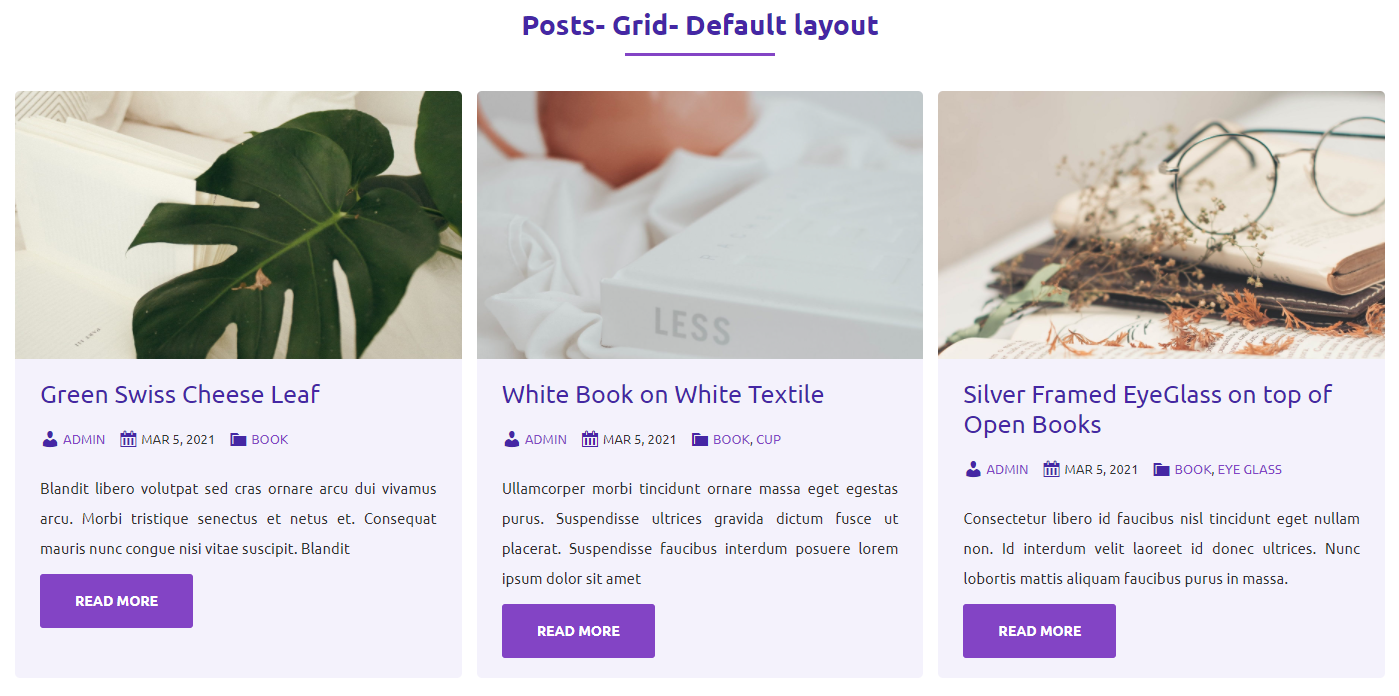 Posts- Grid- Default layout
LESS
Green Swiss Cheese Leaf
ADMIN MAR 5, 2021 BOOK
Blandit libero volutpat sed cras ornare arcu dui vivamus
arcu. Morbi tristique senectus et netus et. Consequat
mauris nunc congue nisi vitae suscipit. Blandit
READ MORE
White Book on White Textile
ADMIN MAR 5, 2021 BOOK, CUP
Ullamcorper morbi tincidunt ornare massa eget egestas
purus. Suspendisse ultrices gravida dictum fusce ut
placerat. Suspendisse faucibus interdum posuere lorem
ipsum dolor sit amet
READ MORE
Silver Framed EyeGlass on top of
Open Books
ADMIN MAR 5, 2021 BOOK, EYE GLASS
Consectetur libero id faucibus nisl tincidunt eget nullam
non. Id interdum velit laoreet id donec ultrices. Nunc
lobortis mattis aliquam faucibus purus in massa.
READ MORE